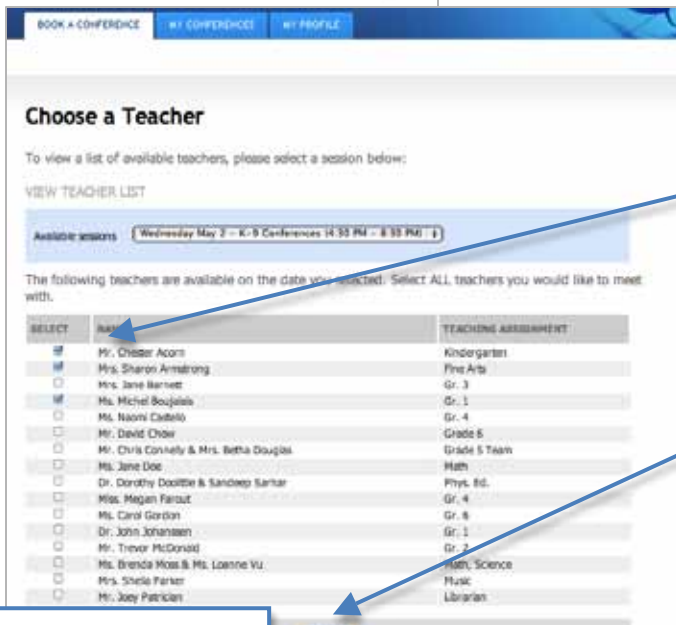 BOOK A CONFERENCE MY CONFERENCES MY PROFILE
Choose a Teacher
To view a list of available teachers, please select a session below:
VIEW TEACHER LIST
Available sessions Wednesday May 2 - K-9 Conferences (4:30 PM - 8:30 PM)
The following teachers are available on the date you selected. Select ALL teachers you would like to meet
with.
SELECT TEACHING ASSIGNMENT
Mr. Chester Acorn Kindergarten
Mrs. Sharon Armstrong Fine Arts
Mrs. Jane Barnett Gr. 3
Ms. Michel Boujalais Gr. 1
Ms. Naomi Castello Gr. 4
Mr. David Chow Grade 6
Mr. Chris Connelly & Mrs. Betha Douglas Grade 5 Team
Ms. Jane Doe Math
Dr. Dorothy Doolittle & Sandeep Sarhar Phys. Ed.
Miss. Megan Farout Gr. 4
Ms. Carol Gordon Gr. 6
Dr. John Johanssen Gr. 1
Mr. Trevor McDonald Gr. 2
Ms. Brenda Moss & Ms. Loanne Vu Math, Science
Mrs. Sheila Parker Music
Mr. Joey Patrician Librarian